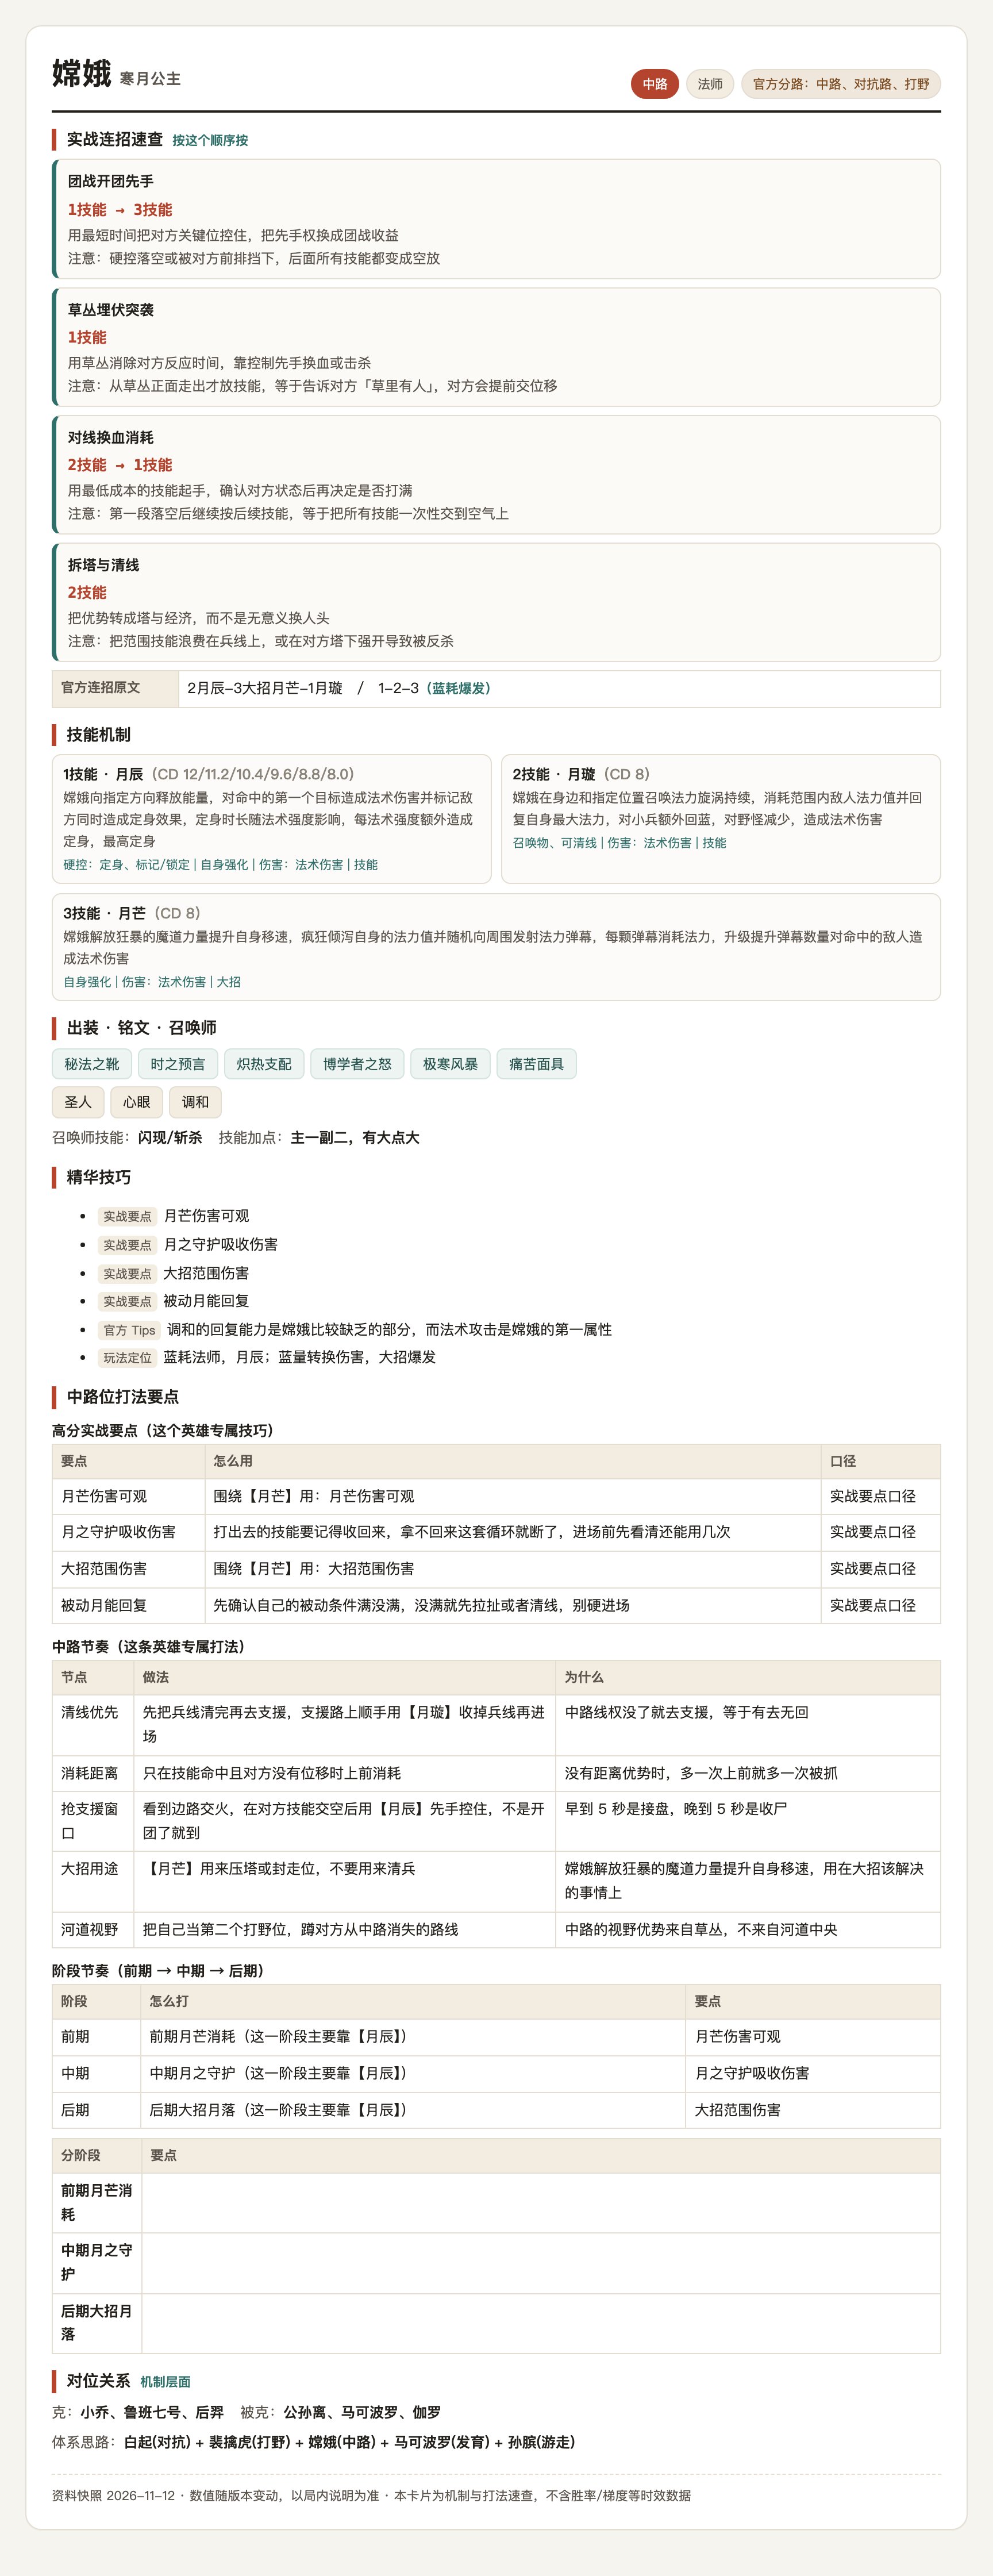 嫦娥 寒月公主
中路 法师 官方分路：中路、对抗路、打野
实战连招速查 按这个顺序按
团战开团先手
1技能 → 3技能
用最短时间把对方关键位控住，把先手权换成团战收益
注意：硬控落空或被对方前排挡下，后面所有技能都变成空放
草丛埋伏突袭
1技能
用草丛消除对方反应时间，靠控制先手换血或击杀
注意：从草丛正面走出才放技能，等于告诉对方「草里有人」，对方会提前交位移
对线换血消耗
2技能 → 1技能
用最低成本的技能起手，确认对方状态后再决定是否打满
注意：第一段落空后继续按后续技能，等于把所有技能一次性交到空气上
拆塔与清线
2技能
把优势转成塔与经济，而不是无意义换人头
注意：把范围技能浪费在兵线上，或在对方塔下强开导致被反杀
官方连招原文 2月辰-3大招月芒-1月璇 / 1-2-3（蓝耗爆发）
技能机制
1技能 · 月辰（CD 12/11.2/10.4/9.6/8.8/8.0）
嫦娥向指定方向释放能量，对命中的第一个目标造成法术伤害并标记敌
方同时造成定身效果，定身时长随法术强度影响，每法术强度额外造成
定身，最高定身
硬控：定身、标记/锁定 | 自身强化 | 伤害：法术伤害 | 技能
2技能 · 月璇（CD 8）
嫦娥在身边和指定位置召唤法力旋涡持续，消耗范围内敌人法力值并回
复自身最大法力，对小兵额外回蓝，对野怪减少，造成法术伤害
召唤物、可清线 | 伤害：法术伤害 | 技能
3技能 · 月芒（CD 8）
嫦娥解放狂暴的魔道力量提升自身移速，疯狂倾泻自身的法力值并随机向周围发射法力弹幕，每颗弹幕消耗法力，升级提升弹幕数量对命中的敌人造
成法术伤害
自身强化 | 伤害：法术伤害 | 大招
出装 · 铭文 · 召唤师
秘法之靴 时之预言 炽热支配 博学者之怒 极寒风暴 痛苦面具
圣人 心眼 调和
召唤师技能：闪现/斩杀 技能加点：主一副二，有大点大
精华技巧
• 实战要点 月芒伤害可观
• 实战要点 月之守护吸收伤害
• 实战要点 大招范围伤害
• 实战要点 被动月能回复
• 官方 Tips 调和的回复能力是嫦娥比较缺乏的部分，而法术攻击是嫦娥的第一属性
• 玩法定位 蓝耗法师，月辰；蓝量转换伤害，大招爆发
中路位打法要点
高分实战要点（这个英雄专属技巧）
要点 怎么用 口径
月芒伤害可观 围绕【月芒】用：月芒伤害可观 实战要点口径
月之守护吸收伤害 打出去的技能要记得收回来，拿不回来这套循环就断了，进场前先看清还能用几次 实战要点口径
大招范围伤害 围绕【月芒】用：大招范围伤害 实战要点口径
被动月能回复 先确认自己的被动条件满没满，没满就先拉扯或者清线，别硬进场 实战要点口径
中路节奏（这条英雄专属打法）
节点 做法 为什么
清线优先 先把兵线清完再去支援，支援路上顺手用【月璇】收掉兵线再进 中路线权没了就去支援，等于有去无回
场
消耗距离 只在技能命中且对方没有位移时上前消耗 没有距离优势时，多一次上前就多一次被抓
抢支援窗 看到边路交火，在对方技能交空后用【月辰】先手控住，不是开 早到 5 秒是接盘，晚到 5 秒是收尸
口 团了就到
大招用途 【月芒】用来压塔或封走位，不要用来清兵 嫦娥解放狂暴的魔道力量提升自身移速，用在大招该解决
的事情上
河道视野 把自己当第二个打野位，蹲对方从中路消失的路线 中路的视野优势来自草丛，不来自河道中央
阶段节奏（前期 → 中期 → 后期）
阶段 怎么打 要点
前期 前期月芒消耗（这一阶段主要靠【月辰】） 月芒伤害可观
中期 中期月之守护（这一阶段主要靠【月辰】） 月之守护吸收伤害
后期 后期大招月落（这一阶段主要靠【月辰】） 大招范围伤害
分阶段 要点
前期月芒消
耗
中期月之守
护
后期大招月
落
对位关系 机制层面
克：小乔、鲁班七号、后羿 被克：公孙离、马可波罗、伽罗
体系思路：白起(对抗) + 裴擒虎(打野) + 嫦娥(中路) + 马可波罗(发育) + 孙膑(游走)
资料快照 2026-11-12 · 数值随版本变动，以局内说明为准 · 本卡片为机制与打法速查，不含胜率/梯度等时效数据